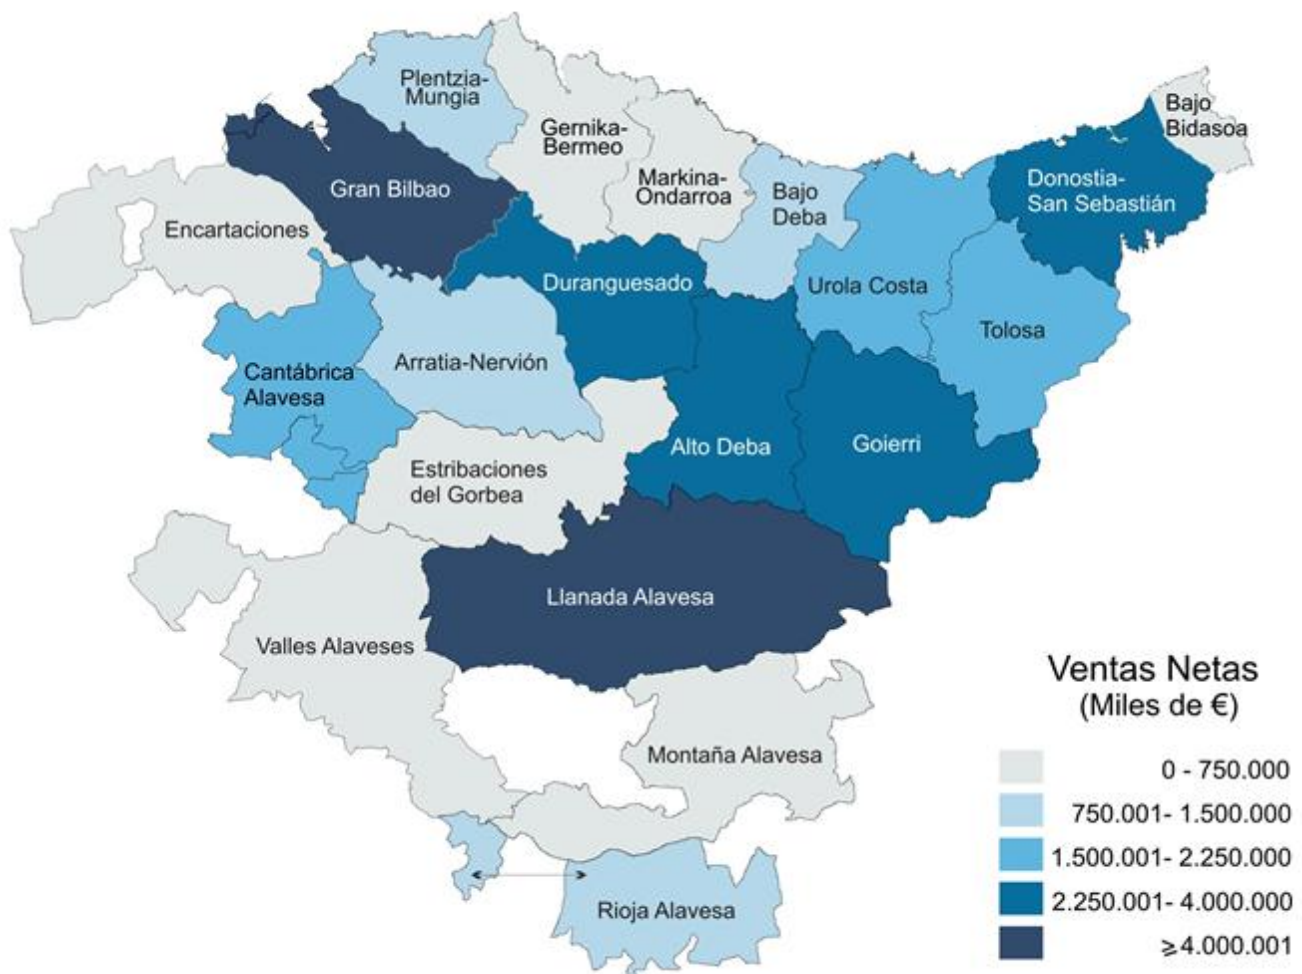 Plentzia-
Mungia
Bajo
Bidasoa
Gernika-
Bermeo
Gran Bilbao
Markina-
Ondarroa
Bajo
Deba
Donostia-
San Sebastián
Encartaciones
Duranguesado
Urola Costa
Tolosa
Arratia-Nervión
Cantábrica
Alavesa
Alto Deba
Goierri
Estribaciones
del Gorbea
Llanada Alavesa
Valles Alaveses
Montaña Alavesa
Rioja Alavesa
Ventas Netas
(Miles de €)
0 - 750.000
750.001- 1.500.000
1.500.001- 2.250.000
2.250.001- 4.000.000
⩾4.000.001